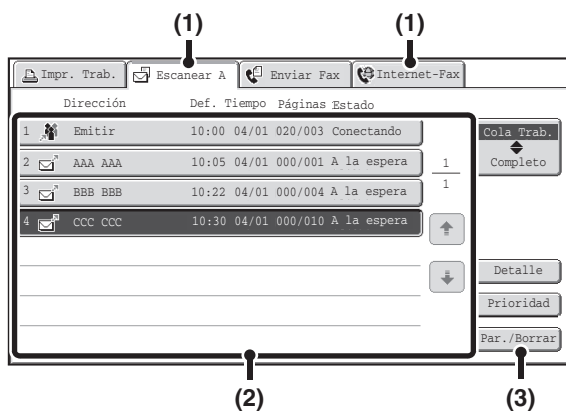 (1) (1)
Impr. Trab. Escanear A Enviar Fax Internet-Fax
Dirección Def. Tiempo Páginas Estado
1 Emitir 10:00 04/01 020/003 Conectando
2 AAA AAA 10:05 04/01 000/001 A la espera
3 BBB BBB 10:22 04/01 000/004 A la espera
4 CCC CCC 10:30 04/01 000/010 A la espera
1
1
Cola Trab.
Completo
Detalle
Prioridad
Par./Borrar
(2) (3)